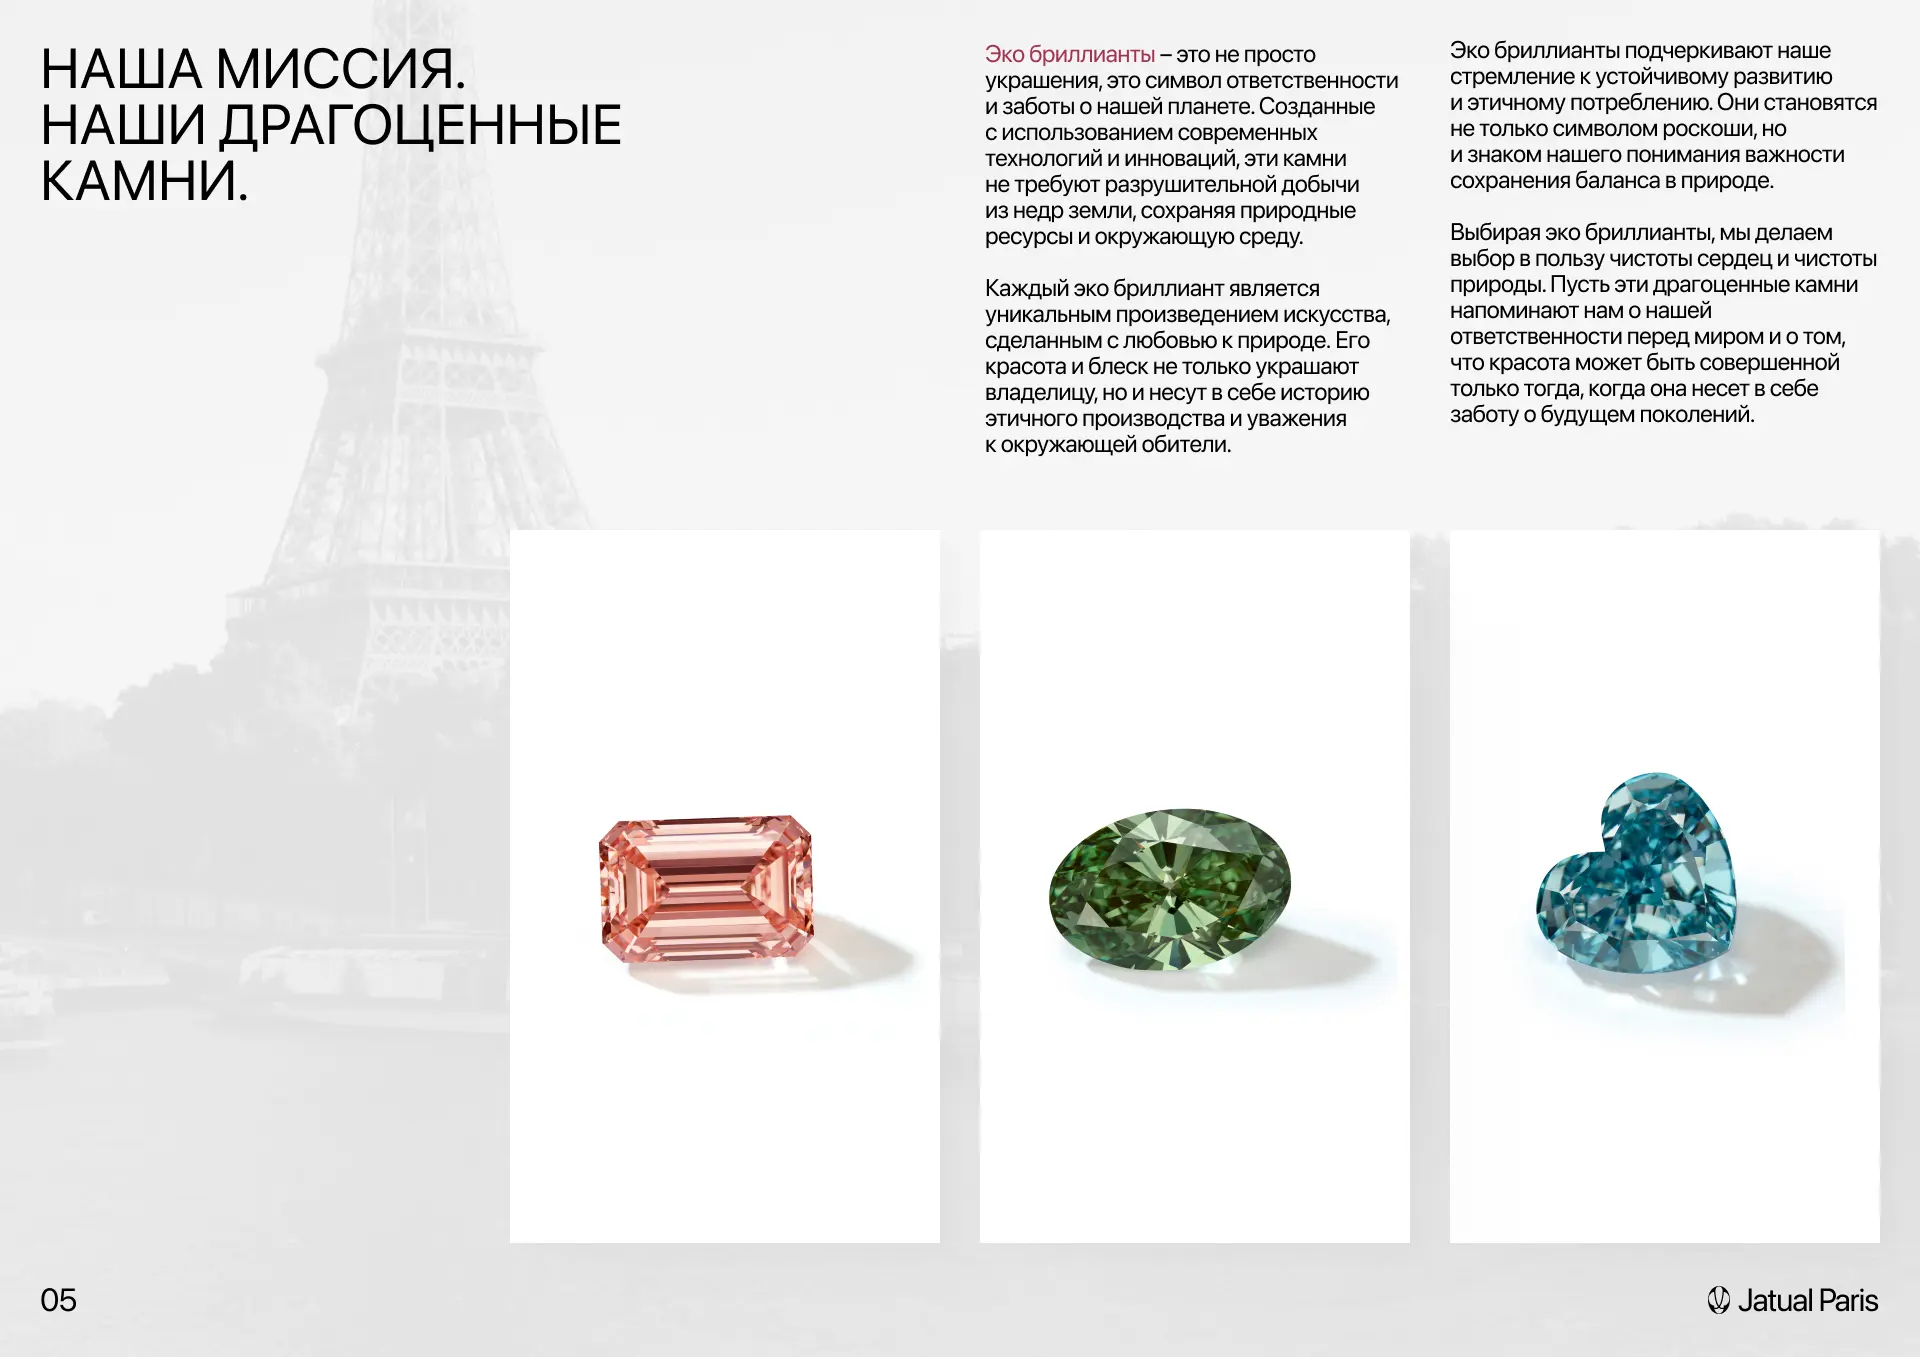 НАША МИССИЯ.
НАШИ ДРАГОЦЕННЫЕ
КАМНИ.
Эко бриллианты – это не просто
украшения, это символ ответственности
и заботы о нашей планете. Созданные
с использованием современных
технологий и инноваций, эти камни
не требуют разрушительной добычи
из недр земли, сохраняя природные
ресурсы и окружающую среду.
Каждый эко бриллиант является
уникальным произведением искусства,
сделанным с любовью к природе. Его
красота и блеск не только украшают
владелицу, но и несут в себе историю
этичного производства и уважения
к окружающей обители.
Эко бриллианты подчеркивают наше
стремление к устойчивому развитию
и этичному потреблению. Они становятся
не только символом роскоши, но
и знаком нашего понимания важности
сохранения баланса в природе.
Выбирая эко бриллианты, мы делаем
выбор в пользу чистоты сердец и чистоты
природы. Пусть эти драгоценные камни
напоминают нам о нашей
ответственности перед миром и о том,
что красота может быть совершенной
только тогда, когда она несет в себе
заботу о будущем поколений.
05
Jatual Paris